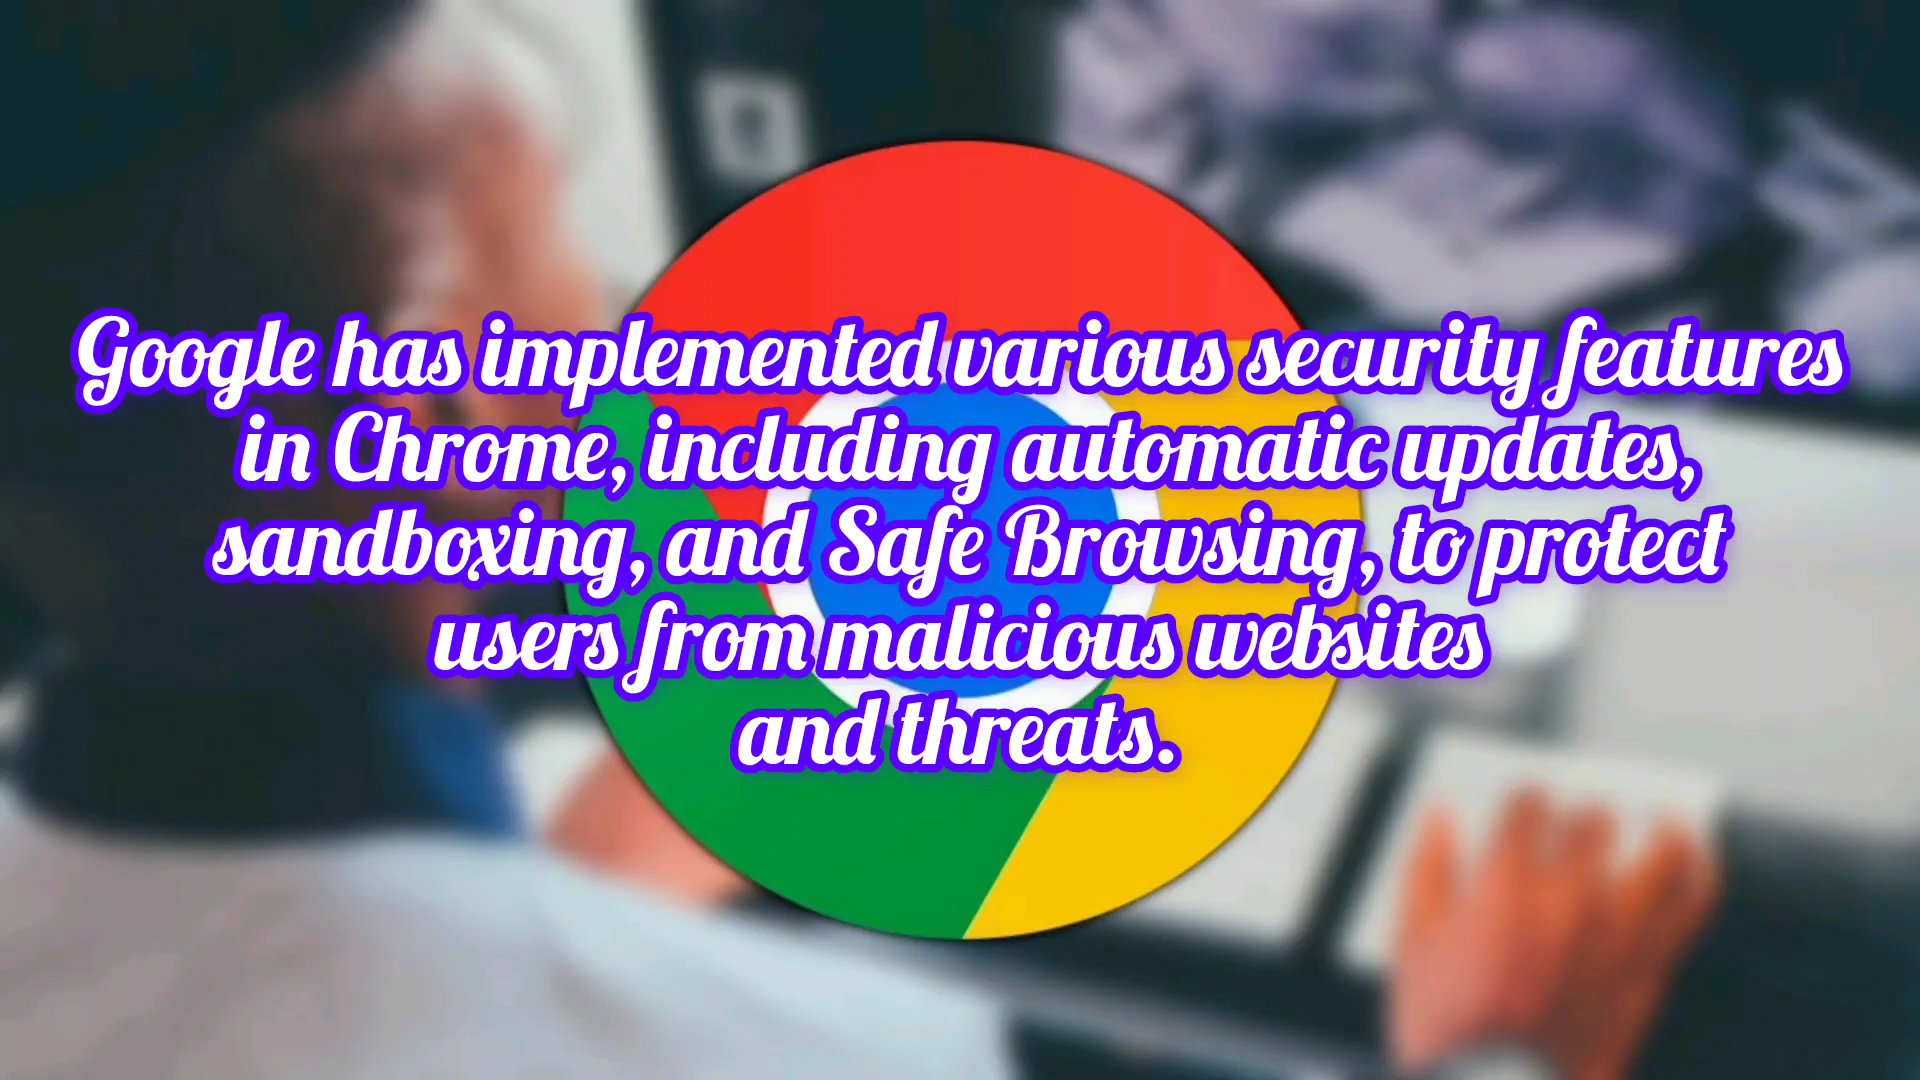 Google has implemented various security features
in Chrome, including automatic updates,
sandboxing, and Safe Browsing, to protect
users from malicious websites
and threats.